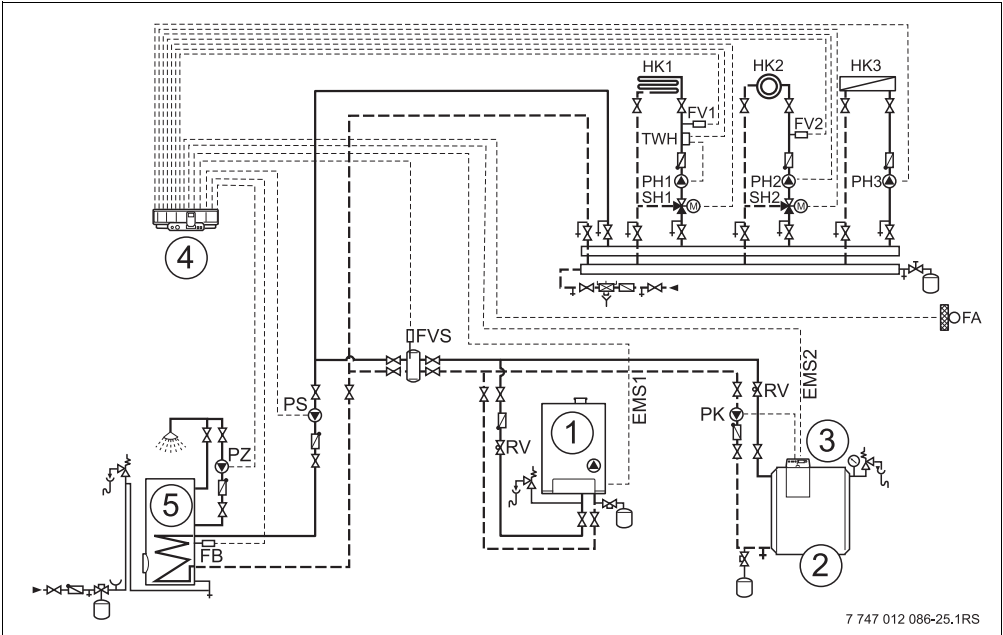 HK1
HK2
HK3
FV1
FV2
TWH
PH1
PH2
PH3
SH1
M
SH2
M
4
FA
FVS
EMS1
EMS2
PS
PK
RV
1
3
RV
PZ
5
2
FB
7 747 012 086-25.1RS